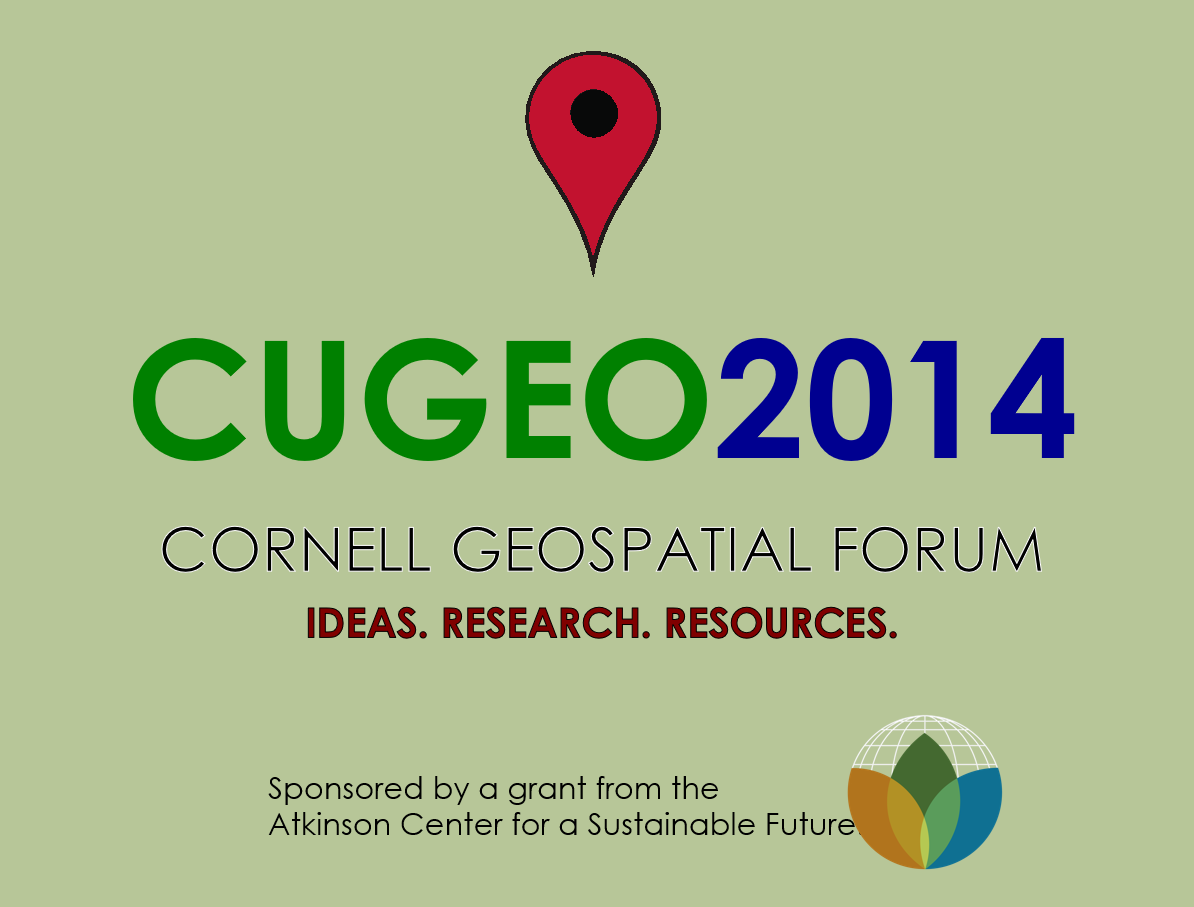 CUGEO2014
CORNELL GEOSPATIAL FORUM
IDEAS. RESEARCH. RESOURCES.
Sponsored by a grant from the
Atkinson Center for a Sustainable Future.